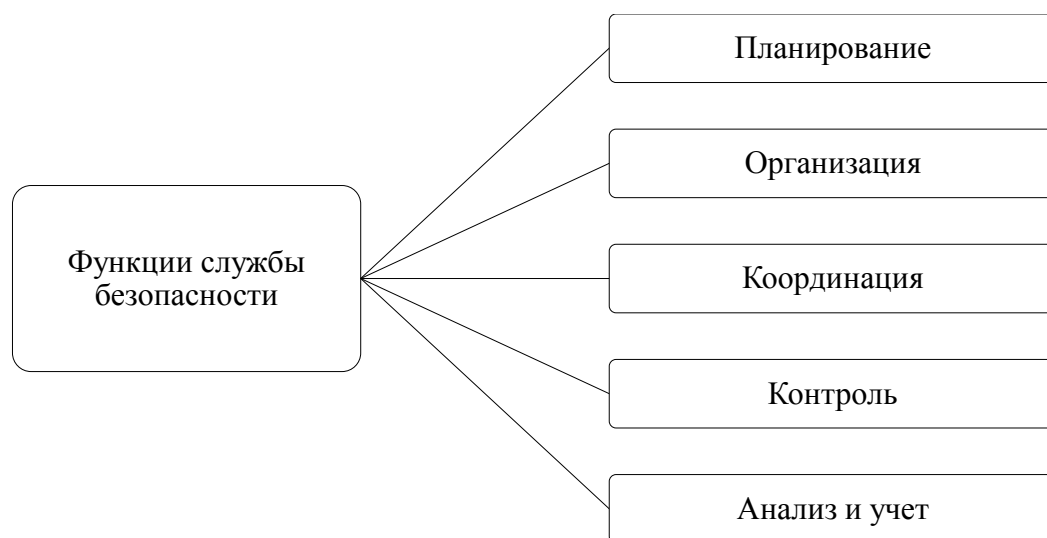 Планирование
Организация
Функции службы
безопасности
Координация
Контроль
Анализ и учет